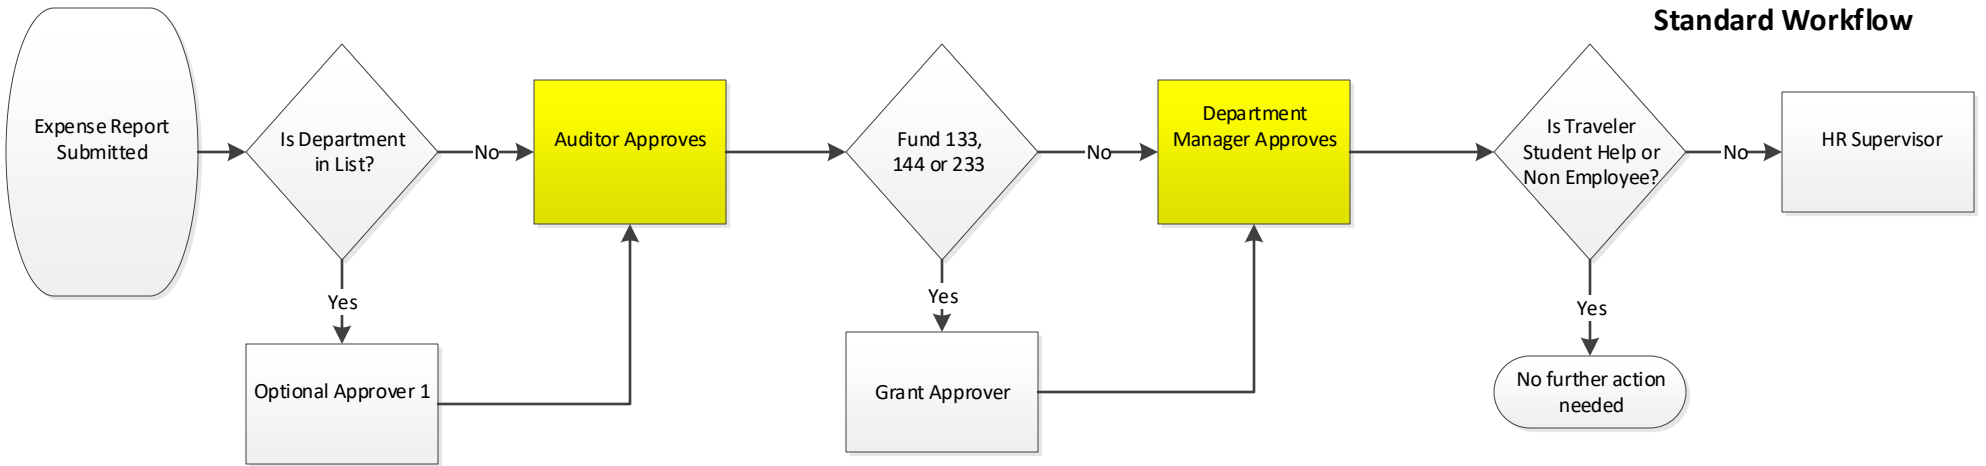 Standard Workflow
Expense Report
Submitted
Is Department
in List?
No
Auditor Approves
Fund 133,
144 or 233
No
Department
Manager Approves
Is Traveler
Student Help or
Non Employee?
No
HR Supervisor
Yes
Optional Approver 1
Yes
Grant Approver
Yes
No further action
needed